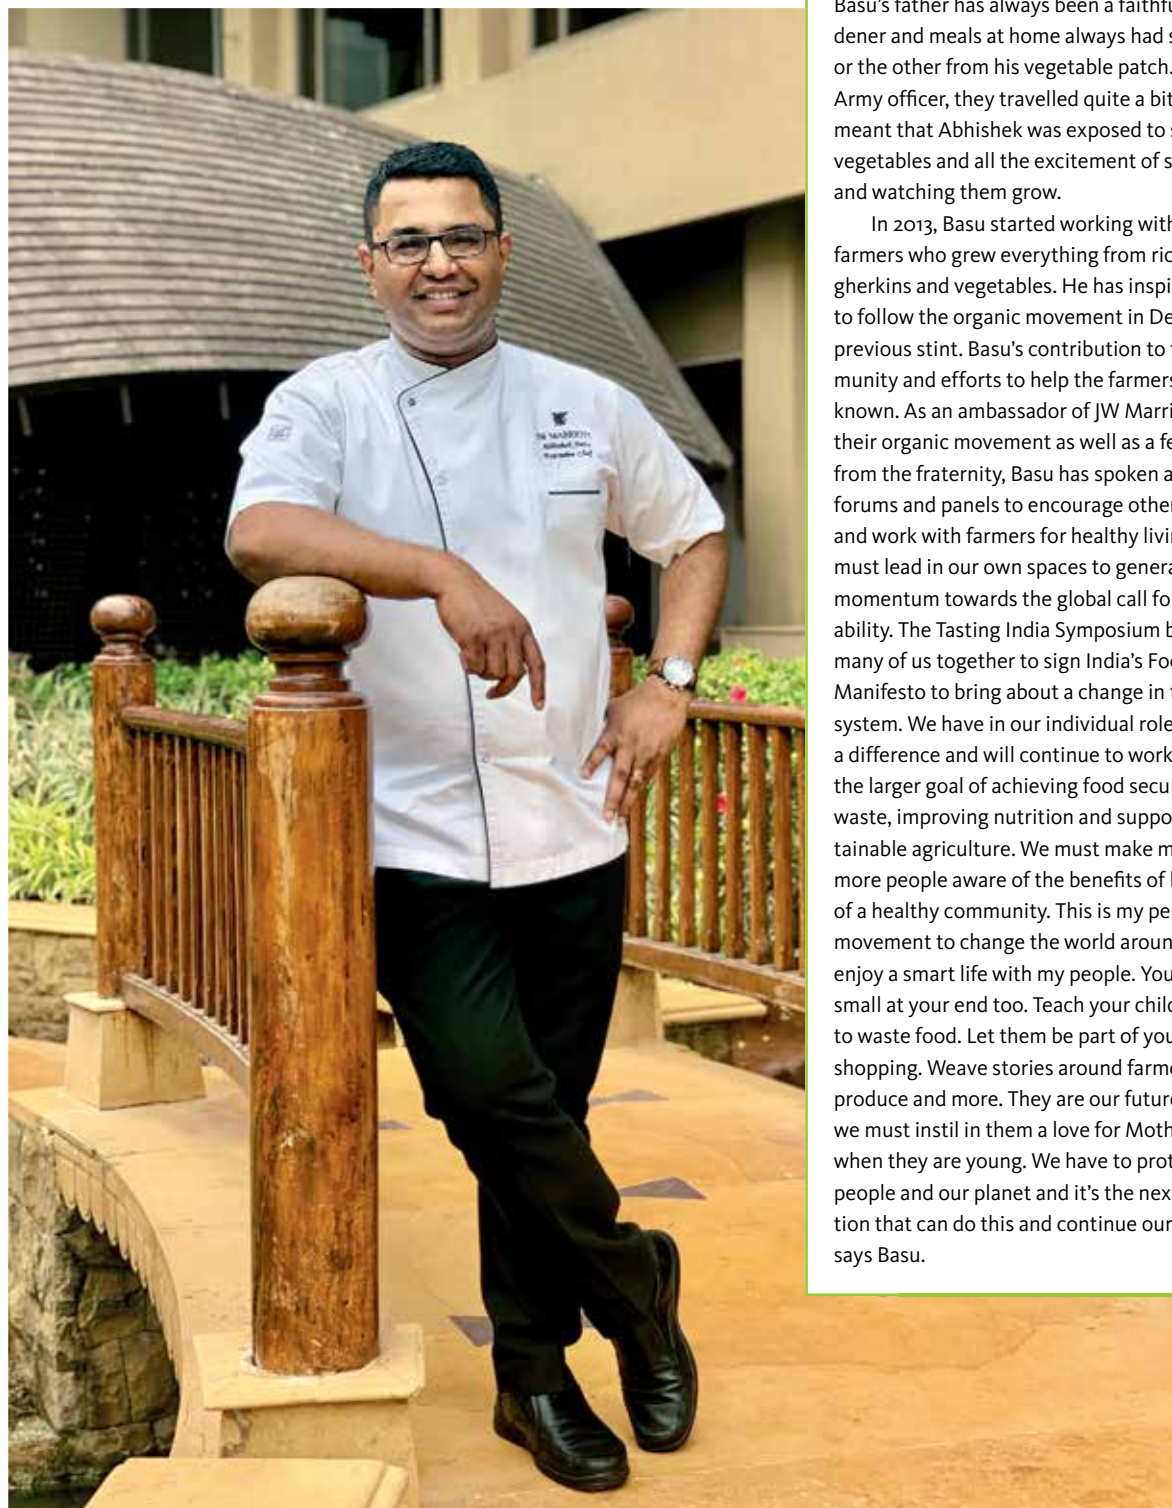 JW MARRIOTT
Abhishek Basu
Executive Chef
Basu's father has always been a faithfu
dener and meals at home always had s
or the other from his vegetable patch.
Army officer, they travelled quite a bit
meant that Abhishek was exposed to s
vegetables and all the excitement of s
and watching them grow.
In 2013, Basu started working with
farmers who grew everything from ric
gherkins and vegetables. He has inspi
to follow the organic movement in De
previous stint. Basu's contribution to
munity and efforts to help the farmers
known. As an ambassador of JW Marri
their organic movement as well as a fe
from the fraternity, Basu has spoken a
forums and panels to encourage other
and work with farmers for healthy livin
must lead in our own spaces to genera
momentum towards the global call fo
ability. The Tasting India Symposium b
many of us together to sign India's Foo
Manifesto to bring about a change in t
system. We have in our individual role
a difference and will continue to work
the larger goal of achieving food secu
waste, improving nutrition and suppo
tainable agriculture. We must make m
more people aware of the benefits of
of a healthy community. This is my pe
movement to change the world aroun
enjoy a smart life with my people. You
small at your end too. Teach your child
to waste food. Let them be part of you
shopping. Weave stories around farme
produce and more. They are our future
we must instil in them a love for Moth
when they are young. We have to prot
people and our planet and it's the nex
tion that can do this and continue our
says Basu.